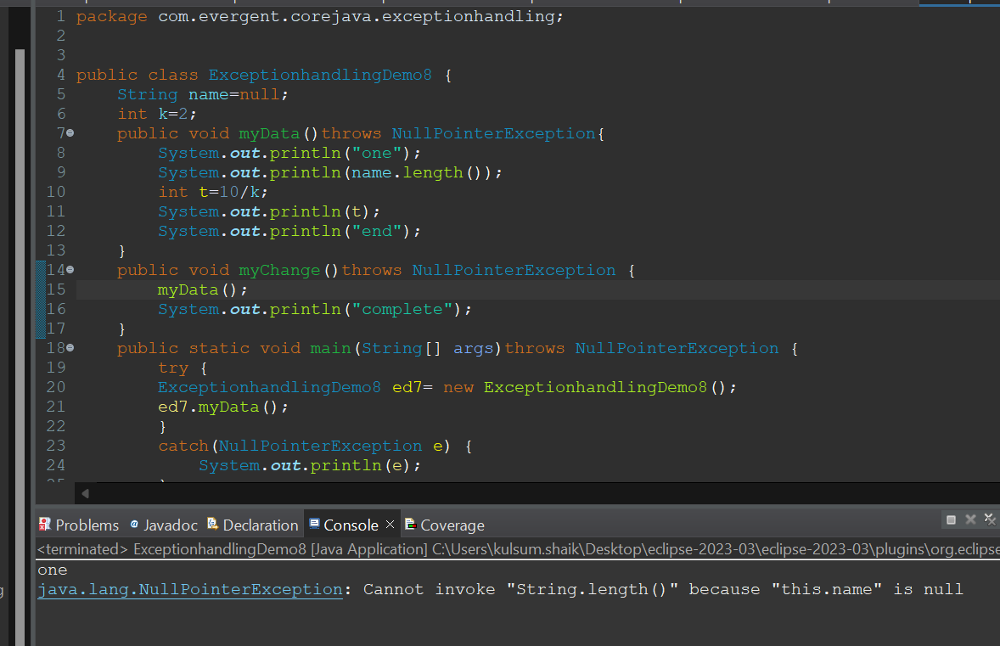 1 package com.evergent.corejava.exceptionhandling;
2
3
4 public class ExceptionhandlingDemo8 {
5 String name=null;
6 int k=2;
7 public void myData()throws NullPointerException{
8 System.out.println("one");
9 System.out.println(name.length());
10 int t=10/k;
11 System.out.println(t);
12 System.out.println("end");
13 }
14 public void myChange()throws NullPointerException {
15 myData();
16 System.out.println("complete");
17 }
18 public static void main(String[] args)throws NullPointerException {
19 try {
20 ExceptionhandlingDemo8 ed7= new ExceptionhandlingDemo8();
21 ed7.myData();
22 }
23 catch(NullPointerException e) {
24 System.out.println(e);
Problems Javadoc Declaration Console Coverage
<terminated> ExceptionhandlingDemo8 [Java Application] C:\Users\kulsum.shaik\Desktop\eclipse-2023-03\eclipse-2023-03\plugins\org.eclipse
one
java.lang.NullPointerException: Cannot invoke "String.length()" because "this.name" is null